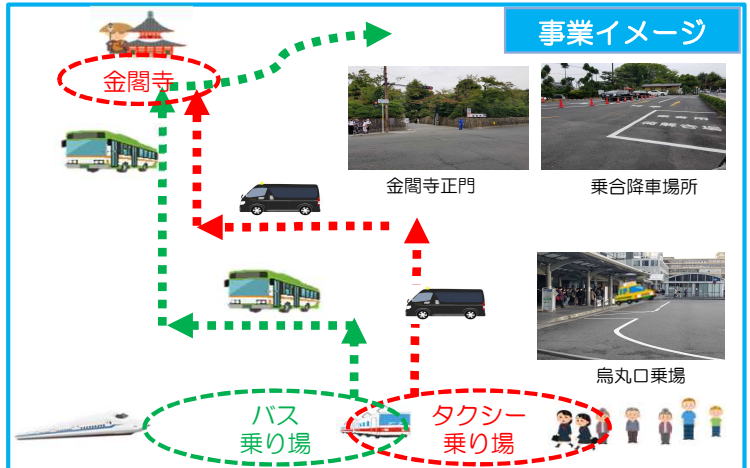 事業イメージ
金閣寺
金閣寺正門
乗合降車場所
烏丸口乗場
バス
乗り場
タクシー
乗り場